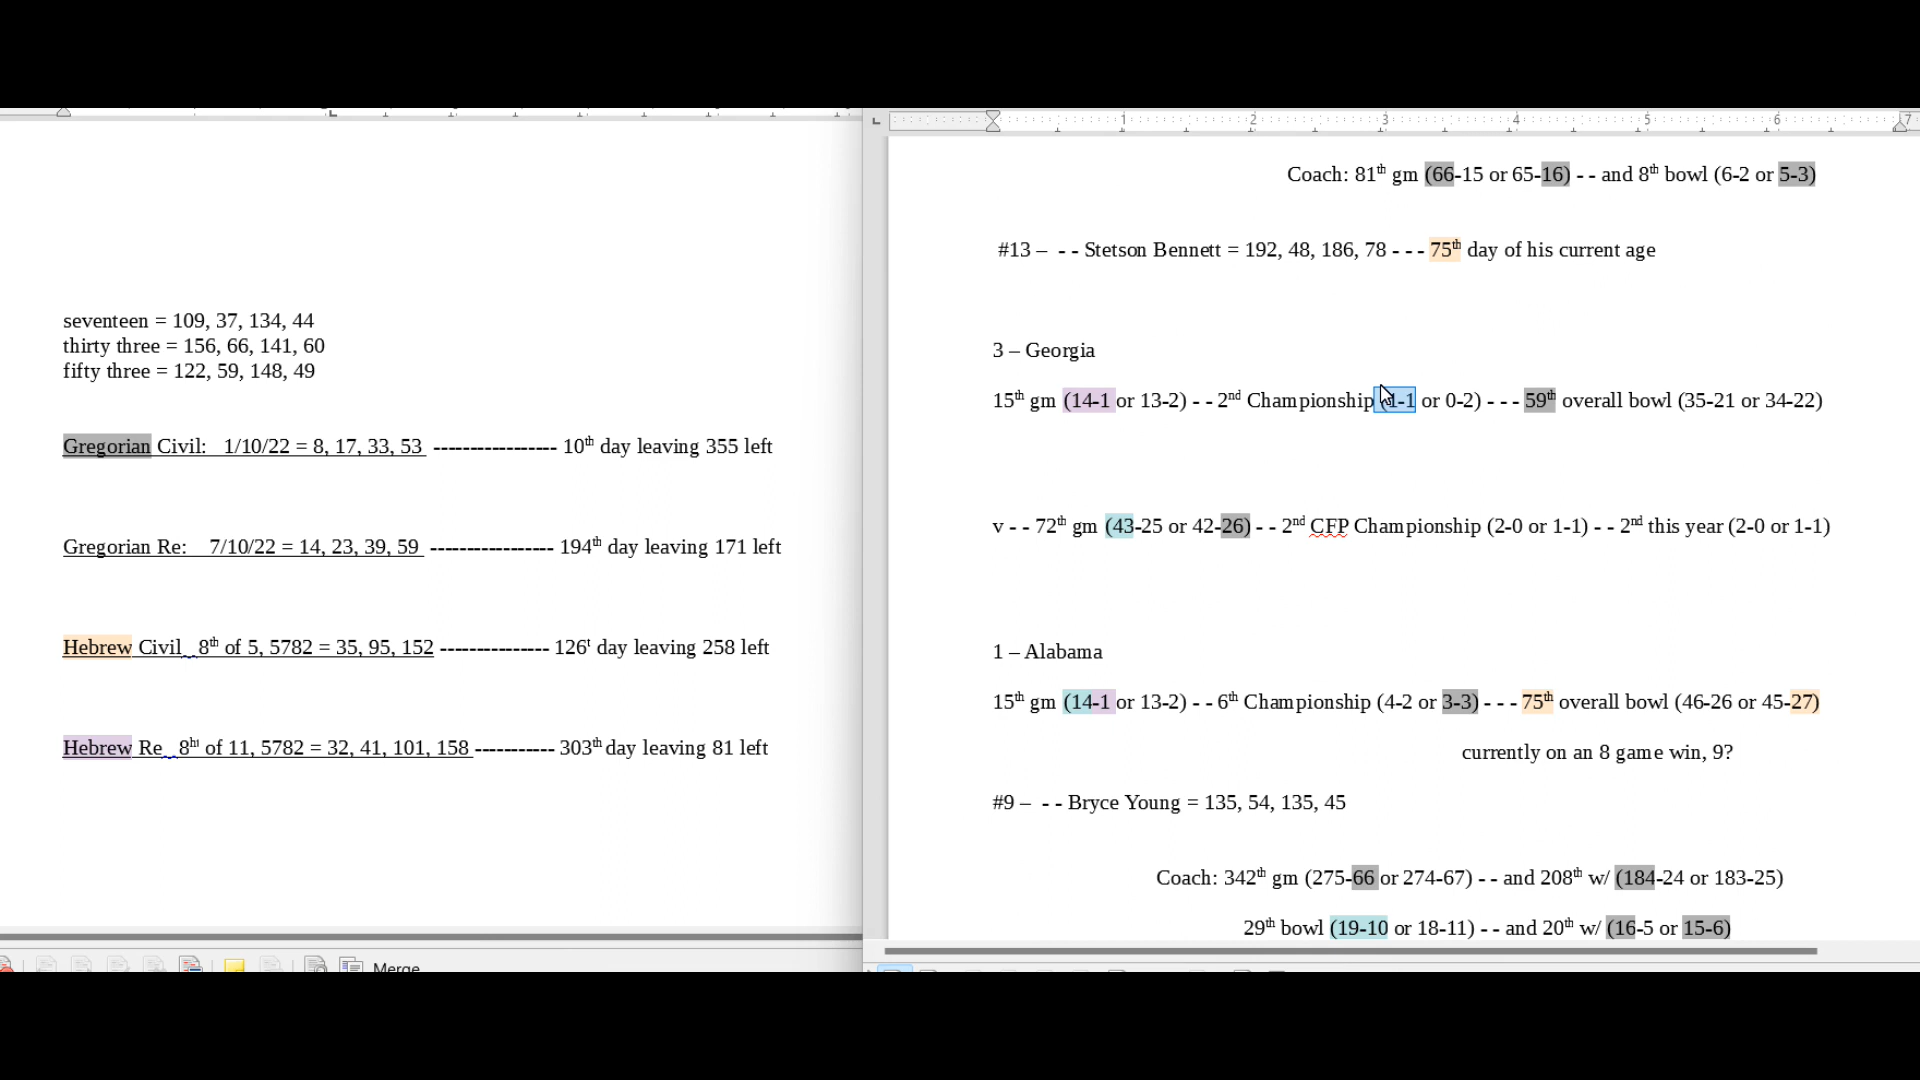 seventeen = 109, 37, 134, 44
thirty three = 156, 66, 141, 60
fifty three = 122, 59, 148, 49
Gregorian Civil: 1/10/22 = 8, 17, 33, 53 ----------------- 10th day leaving 355 left
Gregorian Re: 7/10/22 = 14, 23, 39, 59 ----------------- 194th day leaving 171 left
Hebrew Civil 8th of 5, 5782 = 35, 95, 152 --------------- 126t day leaving 258 left
Hebrew Re 8ht of 11, 5782 = 32, 41, 101, 158 ----------- 303th day leaving 81 left
Merge
1 2 3 4 5 6 7
Coach: 81th gm (66-15 or 65-16) - - and 8th bowl (6-2 or 5-3)
#13 – - - Stetson Bennett = 192, 48, 186, 78 - - - 75th day of his current age
3 – Georgia
15th gm (14-1 or 13-2) - - 2nd Championship (1-1 or 0-2) - - - 59th overall bowl (35-21 or 34-22)
v - - 72th gm (43-25 or 42-26) - - 2nd CFP Championship (2-0 or 1-1) - - 2nd this year (2-0 or 1-1)
1 – Alabama
15th gm (14-1 or 13-2) - - 6th Championship (4-2 or 3-3) - - - 75th overall bowl (46-26 or 45-27)
currently on an 8 game win, 9?
#9 – - - Bryce Young = 135, 54, 135, 45
Coach: 342th gm (275-66 or 274-67) - - and 208th w/ (184-24 or 183-25)
29th bowl (19-10 or 18-11) - - and 20th w/ (16-5 or 15-6)